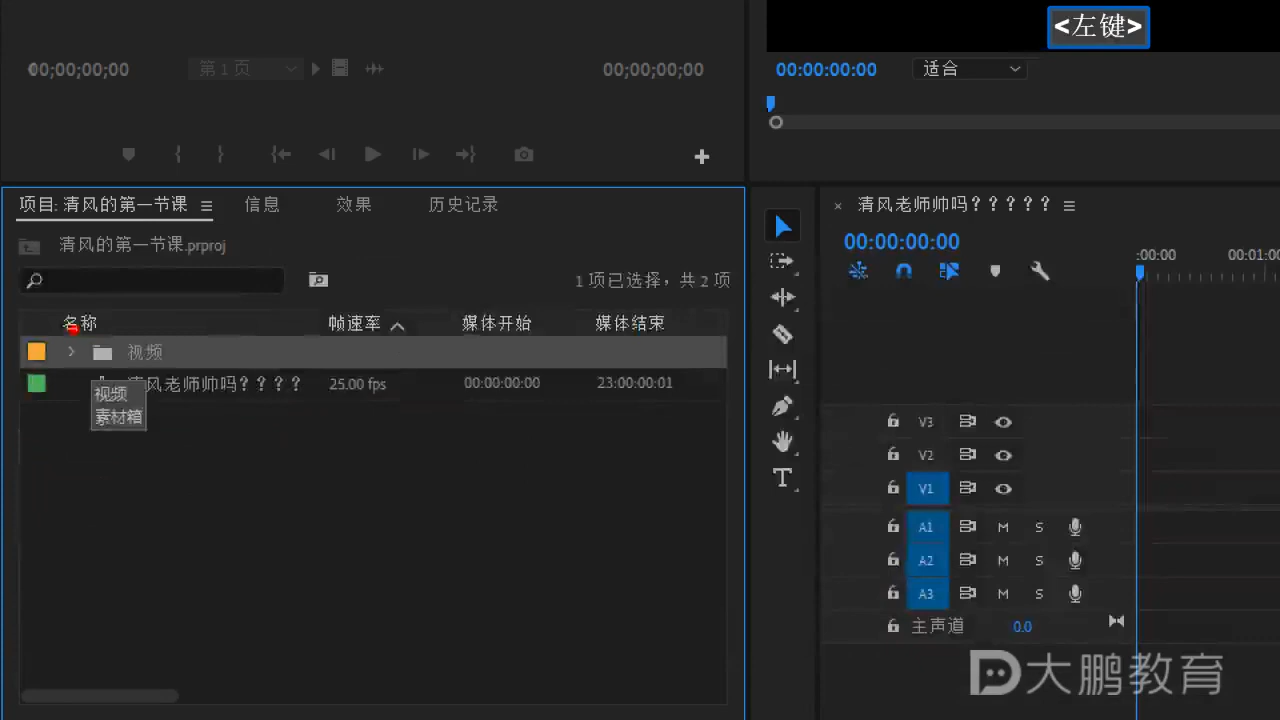 <左键>
00;00;00;00
第 1 页
00;00;00;00
00:00:00:00
适合
项目: 清风的第一节课
信息
效果
历史记录
清风的第一节课.prproj
1 项已选择，共 2 项
名称
帧速率
媒体开始
媒体结束
视频
清风老师帅吗？？？？
25.00 fps
00:00:00:00
23:00:00:01
视频
素材箱
× 清风老师帅吗？？？？？
00:00:00:00
:00:00
00:01:00
V3
V2
V1
A1 M S
A2 M S
A3 M S
主声道 0.0
大鹏教育